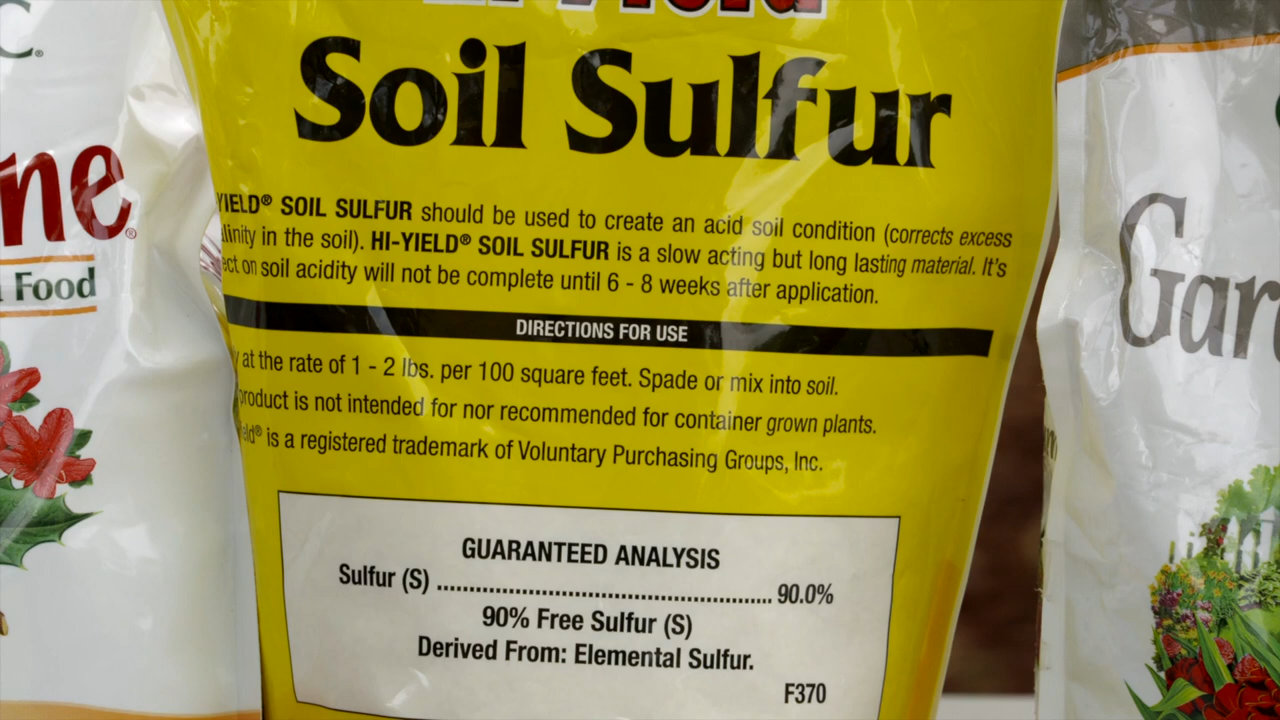 Soil Sulfur
YIELD® SOIL SULFUR should be used to create an acid soil condition (corrects excess
linity in the soil). HI-YIELD® SOIL SULFUR is a slow acting but long lasting material. It's
ect on soil acidity will not be complete until 6 - 8 weeks after application.
DIRECTIONS FOR USE
y at the rate of 1 - 2 lbs. per 100 square feet. Spade or mix into soil.
product is not intended for nor recommended for container grown plants.
eld® is a registered trademark of Voluntary Purchasing Groups, Inc.
GUARANTEED ANALYSIS
Sulfur (S) ........................................................ 90.0%
90% Free Sulfur (S)
Derived From: Elemental Sulfur.
F370
ne®
Food
Gar